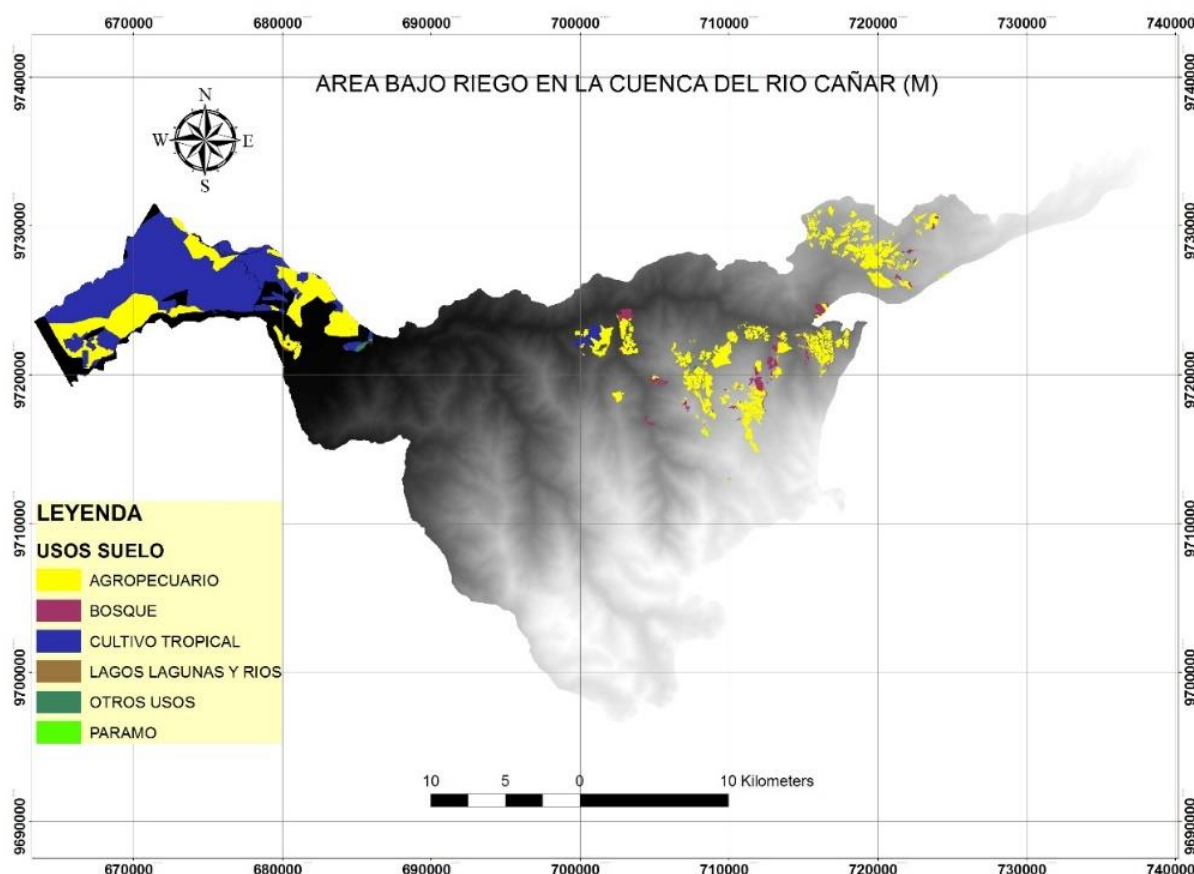 670000 680000 690000 700000 710000 720000 730000 740000
AREA BAJO RIEGO EN LA CUENCA DEL RIO CAÑAR (M)
N
W E
S
9740000 9740000
9730000 9730000
9720000 9720000
9710000 9710000
9700000 9700000
9690000 9690000
LEYENDA
USOS SUELO
AGROPECUARIO
BOSQUE
CULTIVO TROPICAL
LAGOS LAGUNAS Y RIOS
OTROS USOS
PARAMO
10 5 0 10 Kilometers
670000 680000 690000 700000 710000 720000 730000 740000